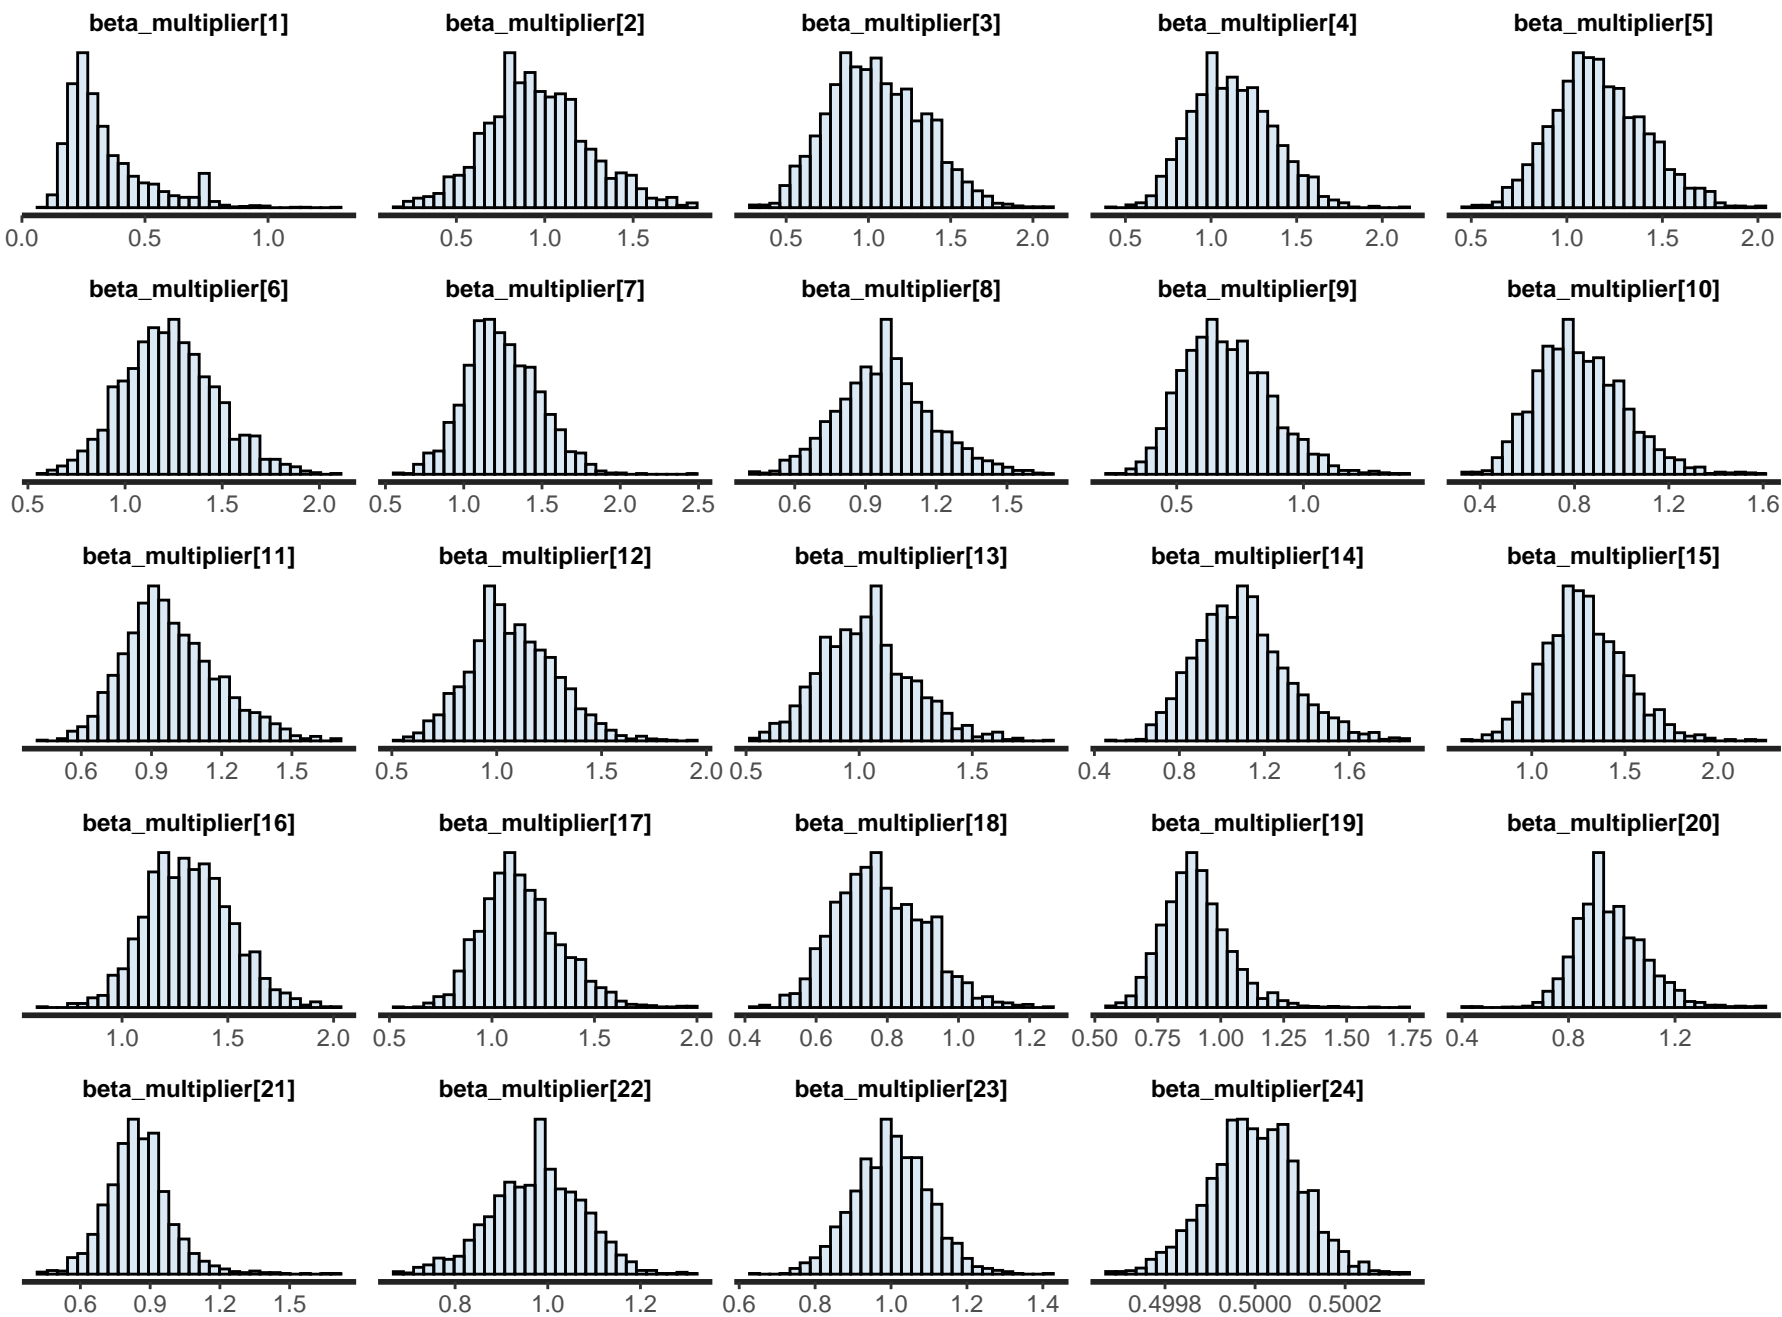 beta_multiplier[1] beta_multiplier[2] beta_multiplier[3] beta_multiplier[4] beta_multiplier[5]
0.0 0.5 1.0 0.5 1.0 1.5 0.5 1.0 1.5 2.0 0.5 1.0 1.5 2.0 0.5 1.0 1.5 2.0
beta_multiplier[6] beta_multiplier[7] beta_multiplier[8] beta_multiplier[9] beta_multiplier[10]
0.5 1.0 1.5 2.0 0.5 1.0 1.5 2.0 2.5 0.6 0.9 1.2 1.5 0.5 1.0 0.4 0.8 1.2 1.6
beta_multiplier[11] beta_multiplier[12] beta_multiplier[13] beta_multiplier[14] beta_multiplier[15]
0.6 0.9 1.2 1.5 0.5 1.0 1.5 2.0 0.5 1.0 1.5 0.4 0.8 1.2 1.6 1.0 1.5 2.0
beta_multiplier[16] beta_multiplier[17] beta_multiplier[18] beta_multiplier[19] beta_multiplier[20]
1.0 1.5 2.0 0.5 1.0 1.5 2.0 0.4 0.6 0.8 1.0 1.2 0.50 0.75 1.00 1.25 1.50 1.75 0.4 0.8 1.2
beta_multiplier[21] beta_multiplier[22] beta_multiplier[23] beta_multiplier[24]
0.6 0.9 1.2 1.5 0.8 1.0 1.2 0.6 0.8 1.0 1.2 1.4 0.4998 0.5000 0.5002